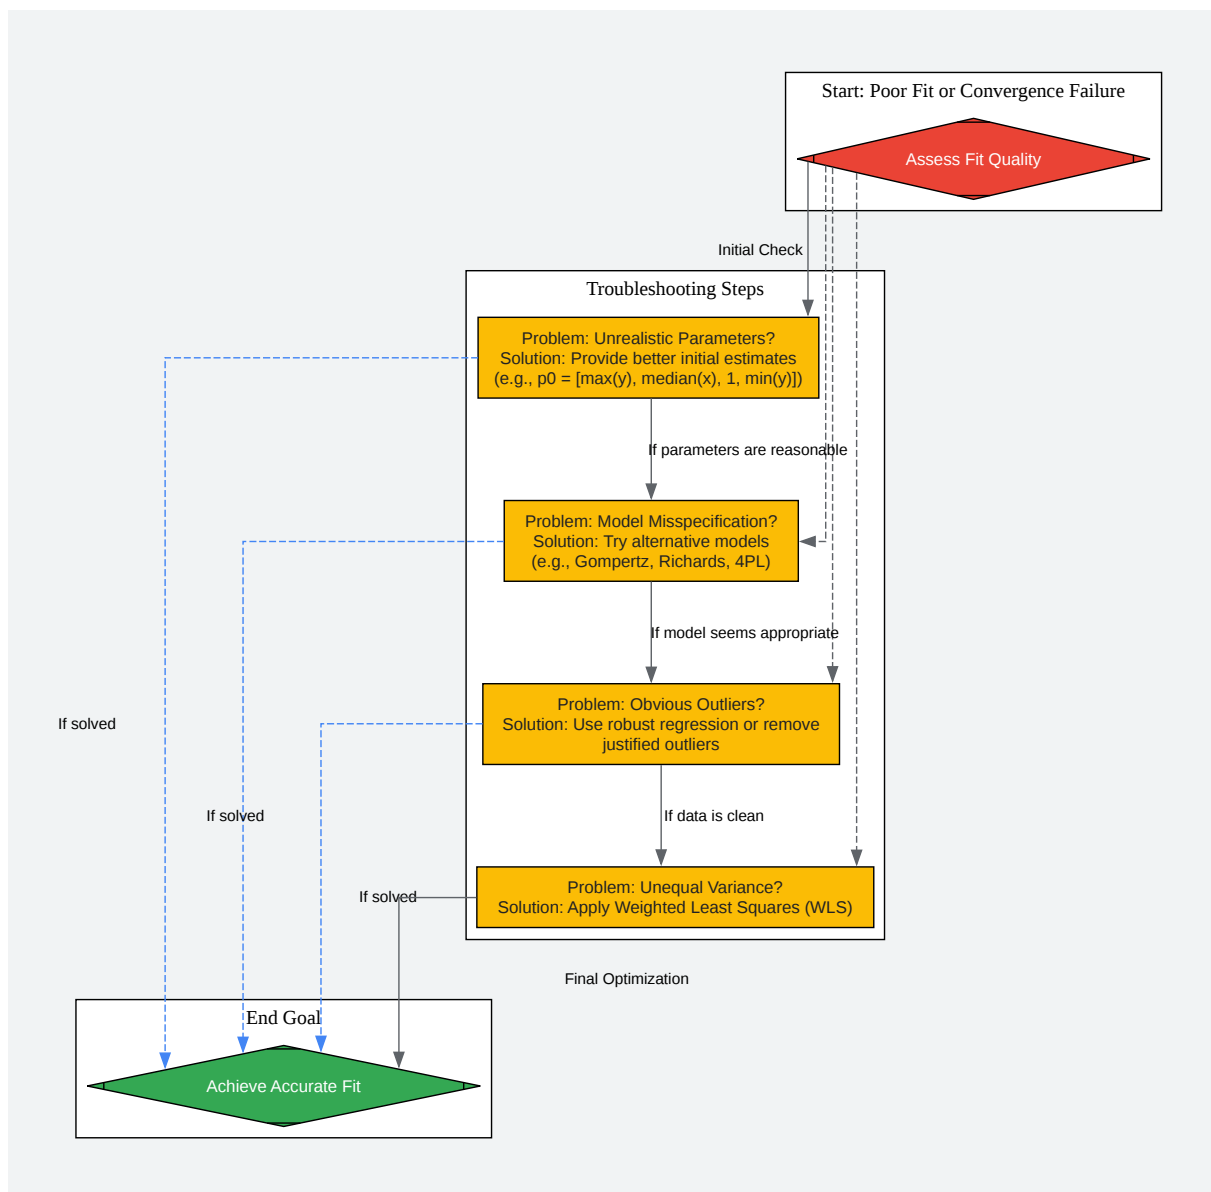 Start: Poor Fit or Convergence Failure
Assess Fit Quality
Initial Check
Troubleshooting Steps
Problem: Unrealistic Parameters?
Solution: Provide better initial estimates
(e.g., p0 = [max(y), median(x), 1, min(y)])
If parameters are reasonable
Problem: Model Misspecification?
Solution: Try alternative models
(e.g., Gompertz, Richards, 4PL)
If model seems appropriate
Problem: Obvious Outliers?
Solution: Use robust regression or remove
justified outliers
If solved
If solved
If data is clean
Problem: Unequal Variance?
Solution: Apply Weighted Least Squares (WLS)
If solved
Final Optimization
End Goal
Achieve Accurate Fit